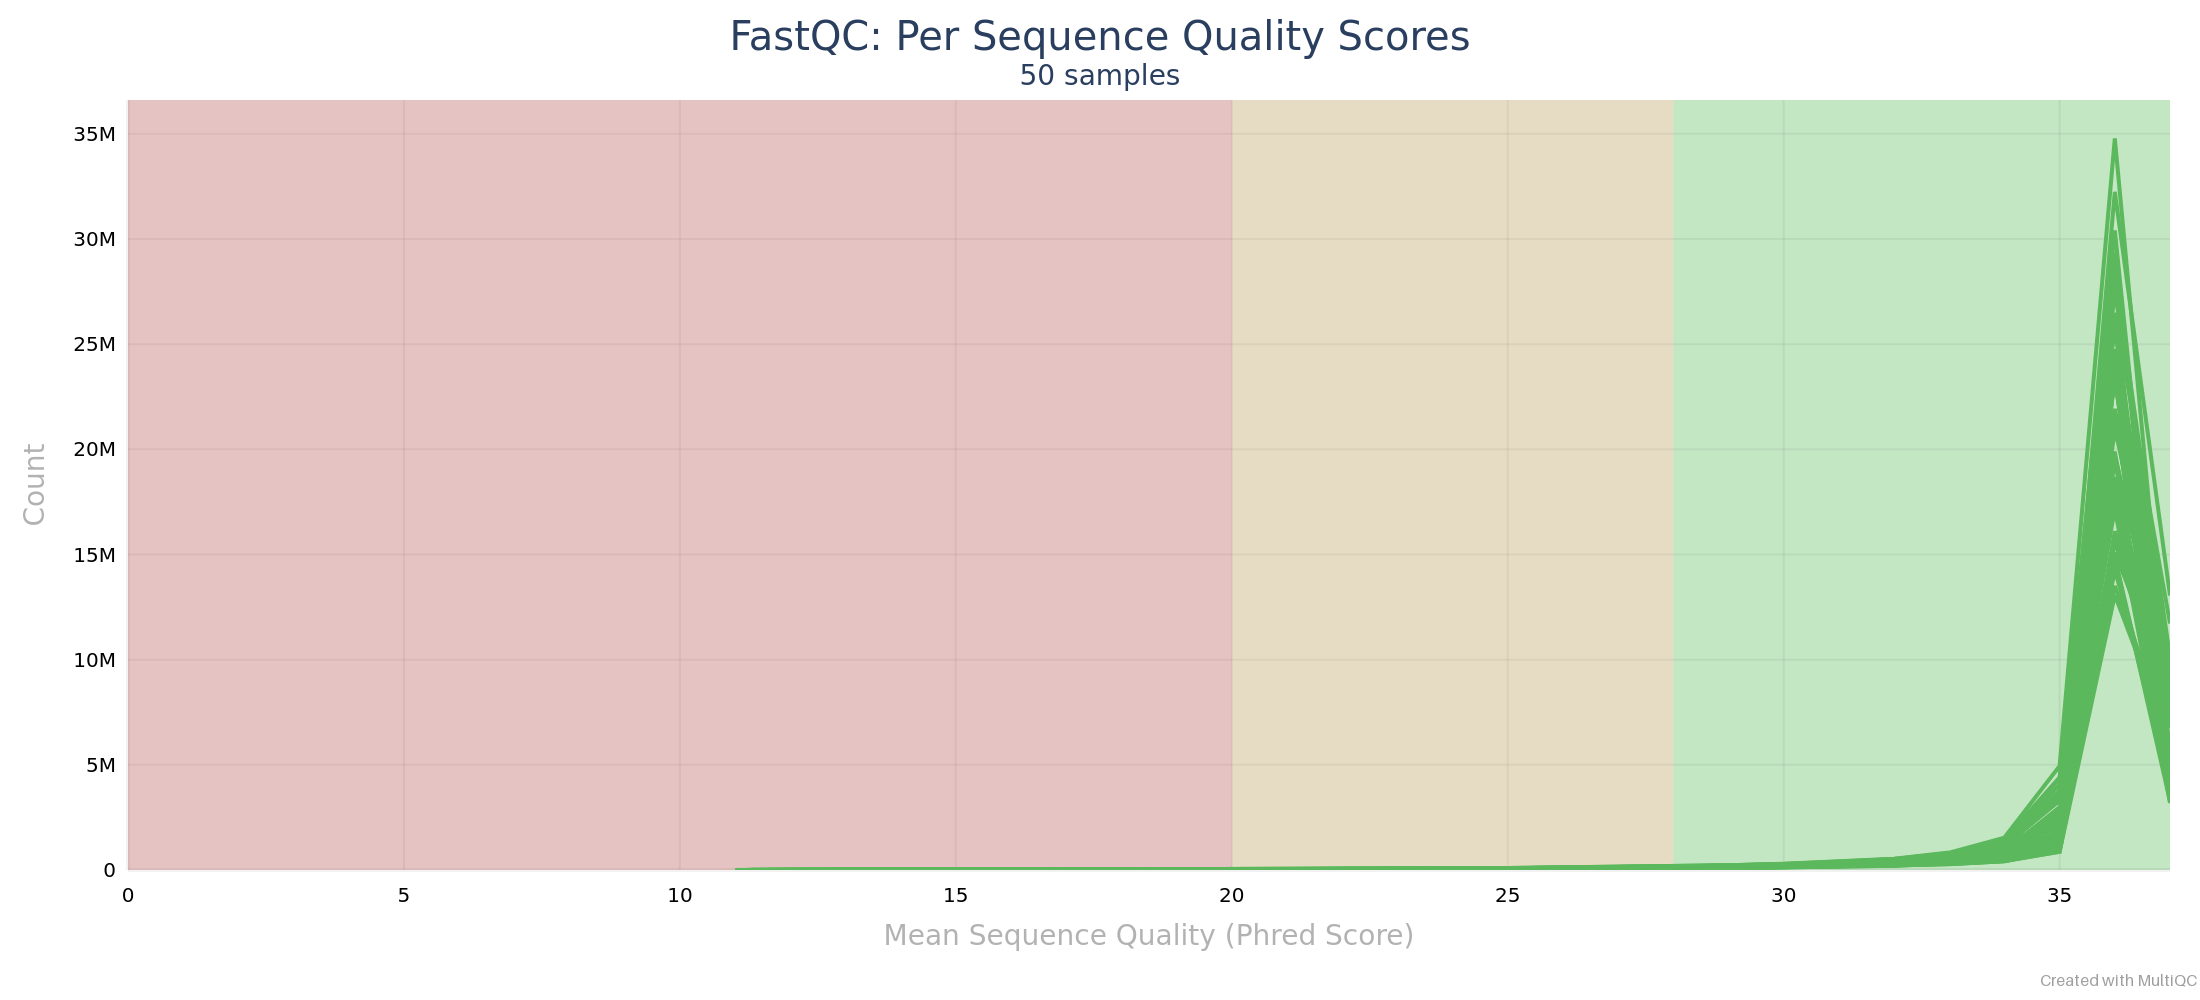 FastQC: Per Sequence Quality Scores
50 samples
35M
30M
25M
20M
15M
10M
5M
0
Count
0 5 10 15 20 25 30 35
Mean Sequence Quality (Phred Score)
Created with MultiQC